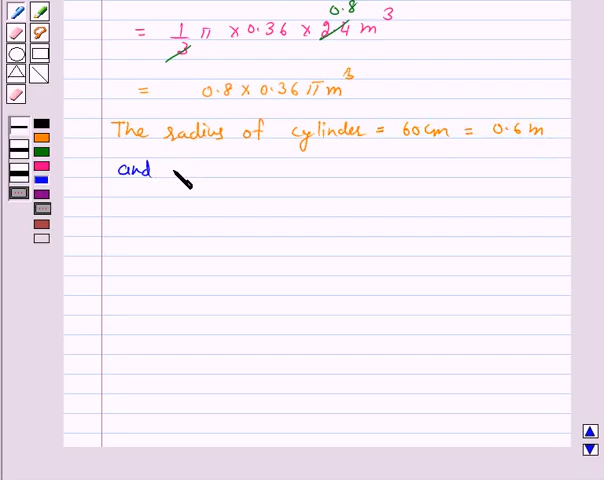 0.8
= 1/3 π × 0.36 × 2.4 m³
= 0.8 × 0.36 π m³
The radius of cylinder = 60 cm = 0.6 m
and